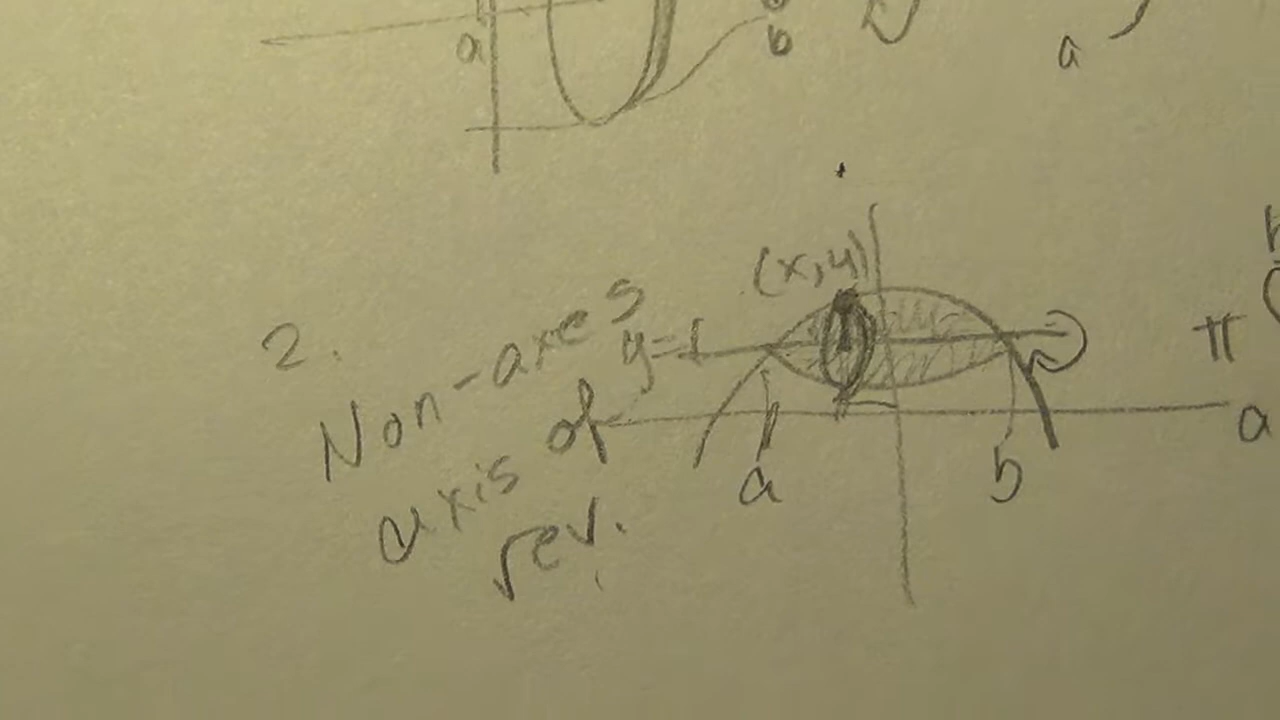 a
b
a
2.
(x,y)
Non-axes
y=1
axis of
rev.
a
b
π
a